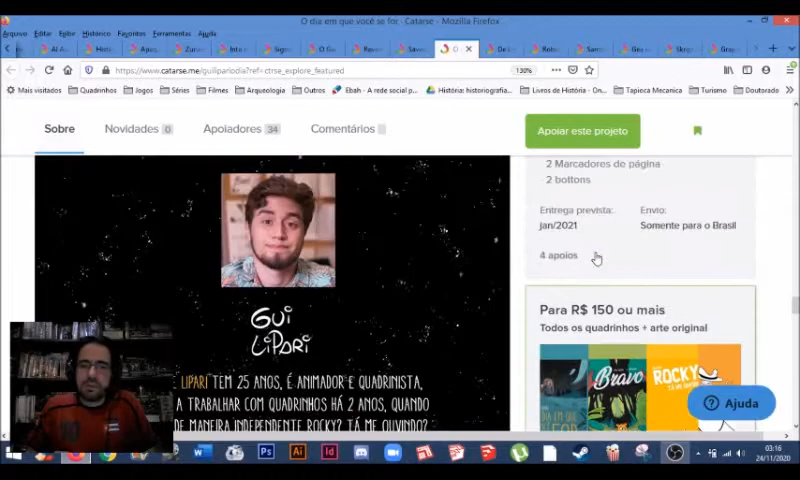 O dia em que você se for. · Catarse - Mozilla Firefox
Arquivo Editar Exibir Histórico Favoritos Ferramentas Ajuda
https://www.catarse.me/guilipariodia?ref=ctrse_explore_featured
130%
Mais visitados Quadrinhos Jogos Séries Filmes Arqueologia Outros Ebah - A rede social p... História: historiografia... Livros de História - On... Tapioca Mecanica Turismo Doutorado
Sobre Novidades 0 Apoiadores 34 Comentários
Apoiar este projeto
2 Marcadores de página
2 bottons
Entrega prevista: Envio:
jan/2021 Somente para o Brasil
4 apoios
GUI
LIPARI
Para R$ 150 ou mais
Todos os quadrinhos + arte original
LIPARI TEM 25 ANOS, É ANIMADOR E QUADRINISTA,
A TRABALHAR COM QUADRINHOS HÁ 2 ANOS, QUANDO
DE MANEIRA INDEPENDENTE ROCKY? TÁ ME OUVINDO?
BRAVO
ROCKY
Ajuda
03:16
24/11/2020